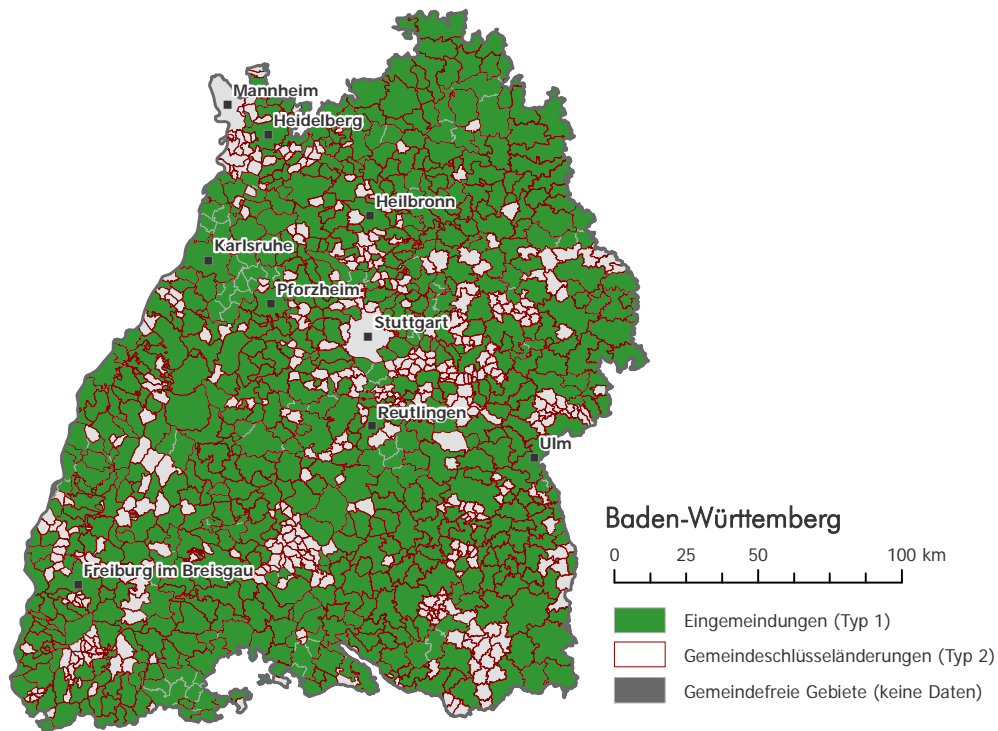 Mannheim
Heidelberg
Heilbronn
Karlsruhe
Pforzheim
Stuttgart
Reutlingen
Ulm
Freiburg im Breisgau
Baden-Württemberg
0 25 50 100 km
Eingemeindungen (Typ 1)
Gemeindeschlüsseländerungen (Typ 2)
Gemeindefreie Gebiete (keine Daten)